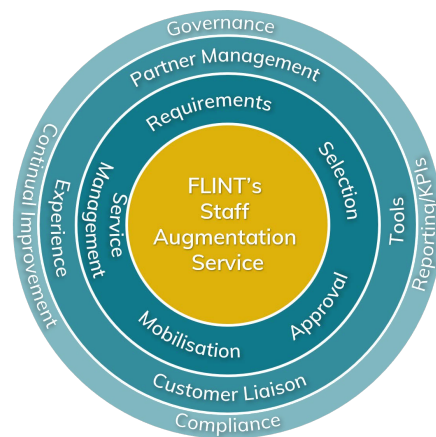 Governance
Partner Management
Requirements
Selection
Tools
Reporting/KPIs
Approval
Mobilisation
Customer Liaison
Compliance
Service
Management
Experience
Continual Improvement
FLINT's
Staff
Augmentation
Service